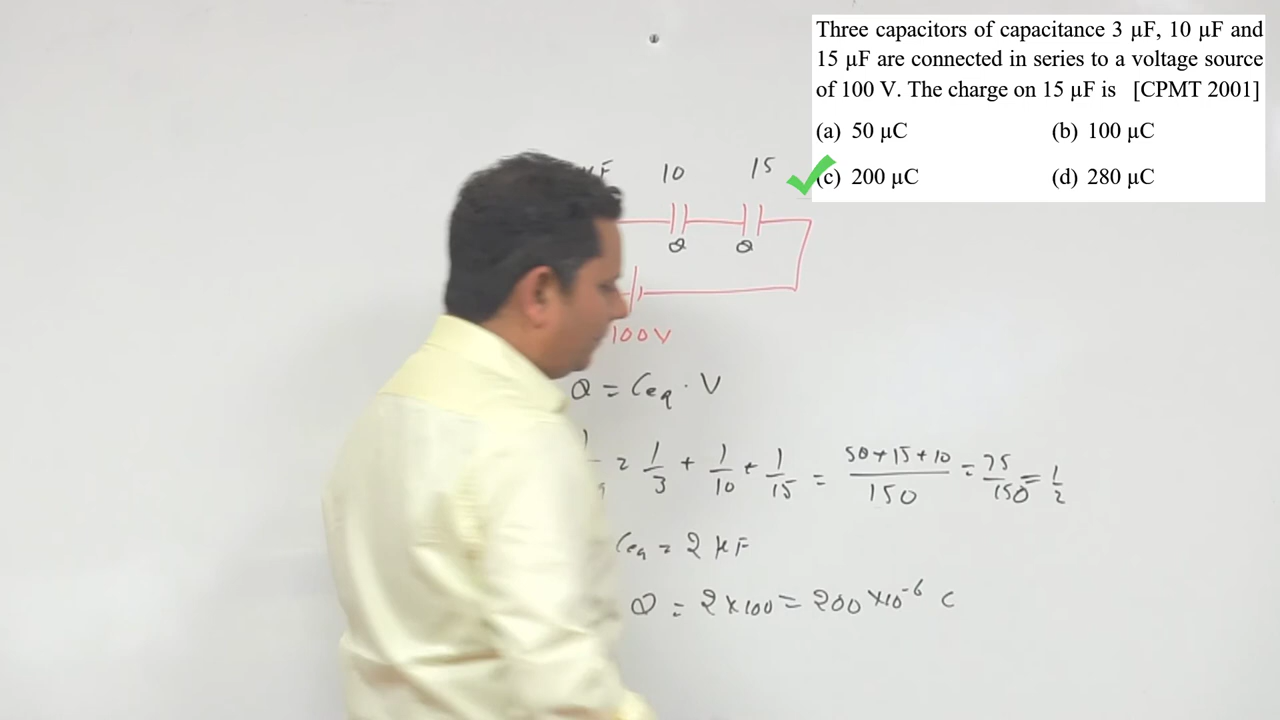 Three capacitors of capacitance 3 μF, 10 μF and
15 μF are connected in series to a voltage source
of 100 V. The charge on 15 μF is [CPMT 2001]
(a) 50 μC (b) 100 μC
(c) 200 μC (d) 280 μC
F 10 15
Q Q
100V
Q = Ceq . V
1/3 + 1/10 + 1/15 = 50+15+10/150 = 75/150 = 1/2
Ceq = 2 μF
Q = 2×100 = 200×10⁻⁶ C